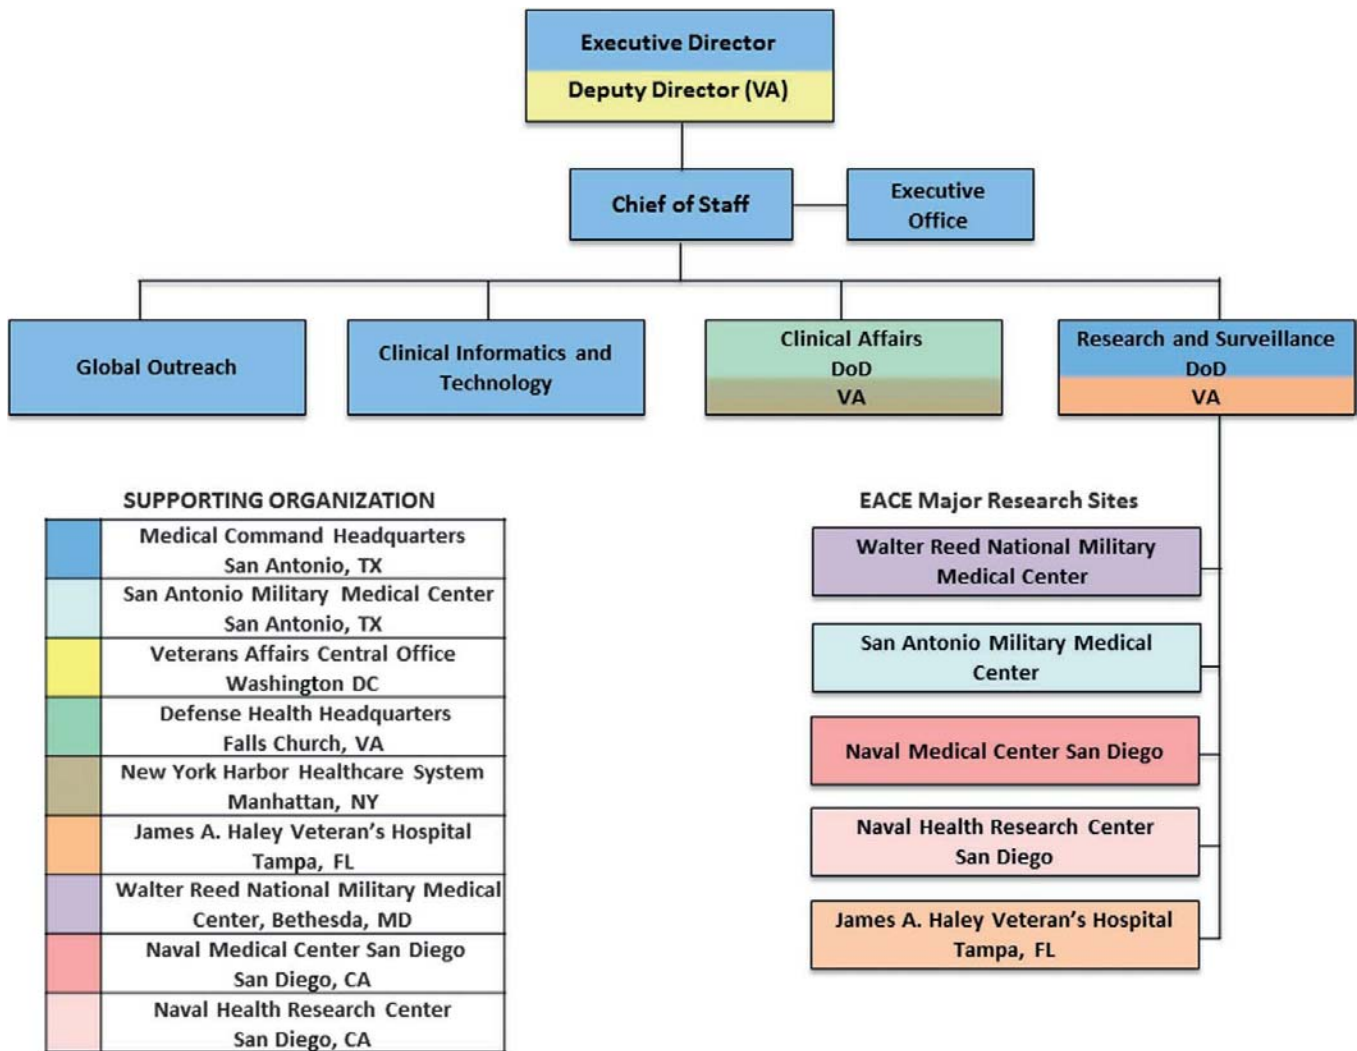 Executive Director
Deputy Director (VA)
Chief of Staff
Executive
Office
Global Outreach
Clinical Informatics and
Technology
Clinical Affairs
DoD
VA
Research and Surveillance
DoD
VA
SUPPORTING ORGANIZATION
Medical Command Headquarters
San Antonio, TX
San Antonio Military Medical Center
San Antonio, TX
Veterans Affairs Central Office
Washington DC
Defense Health Headquarters
Falls Church, VA
New York Harbor Healthcare System
Manhattan, NY
James A. Haley Veteran’s Hospital
Tampa, FL
Walter Reed National Military Medical
Center, Bethesda, MD
Naval Medical Center San Diego
San Diego, CA
Naval Health Research Center
San Diego, CA
EACE Major Research Sites
Walter Reed National Military
Medical Center
San Antonio Military Medical
Center
Naval Medical Center San Diego
Naval Health Research Center
San Diego
James A. Haley Veteran’s Hospital
Tampa, FL